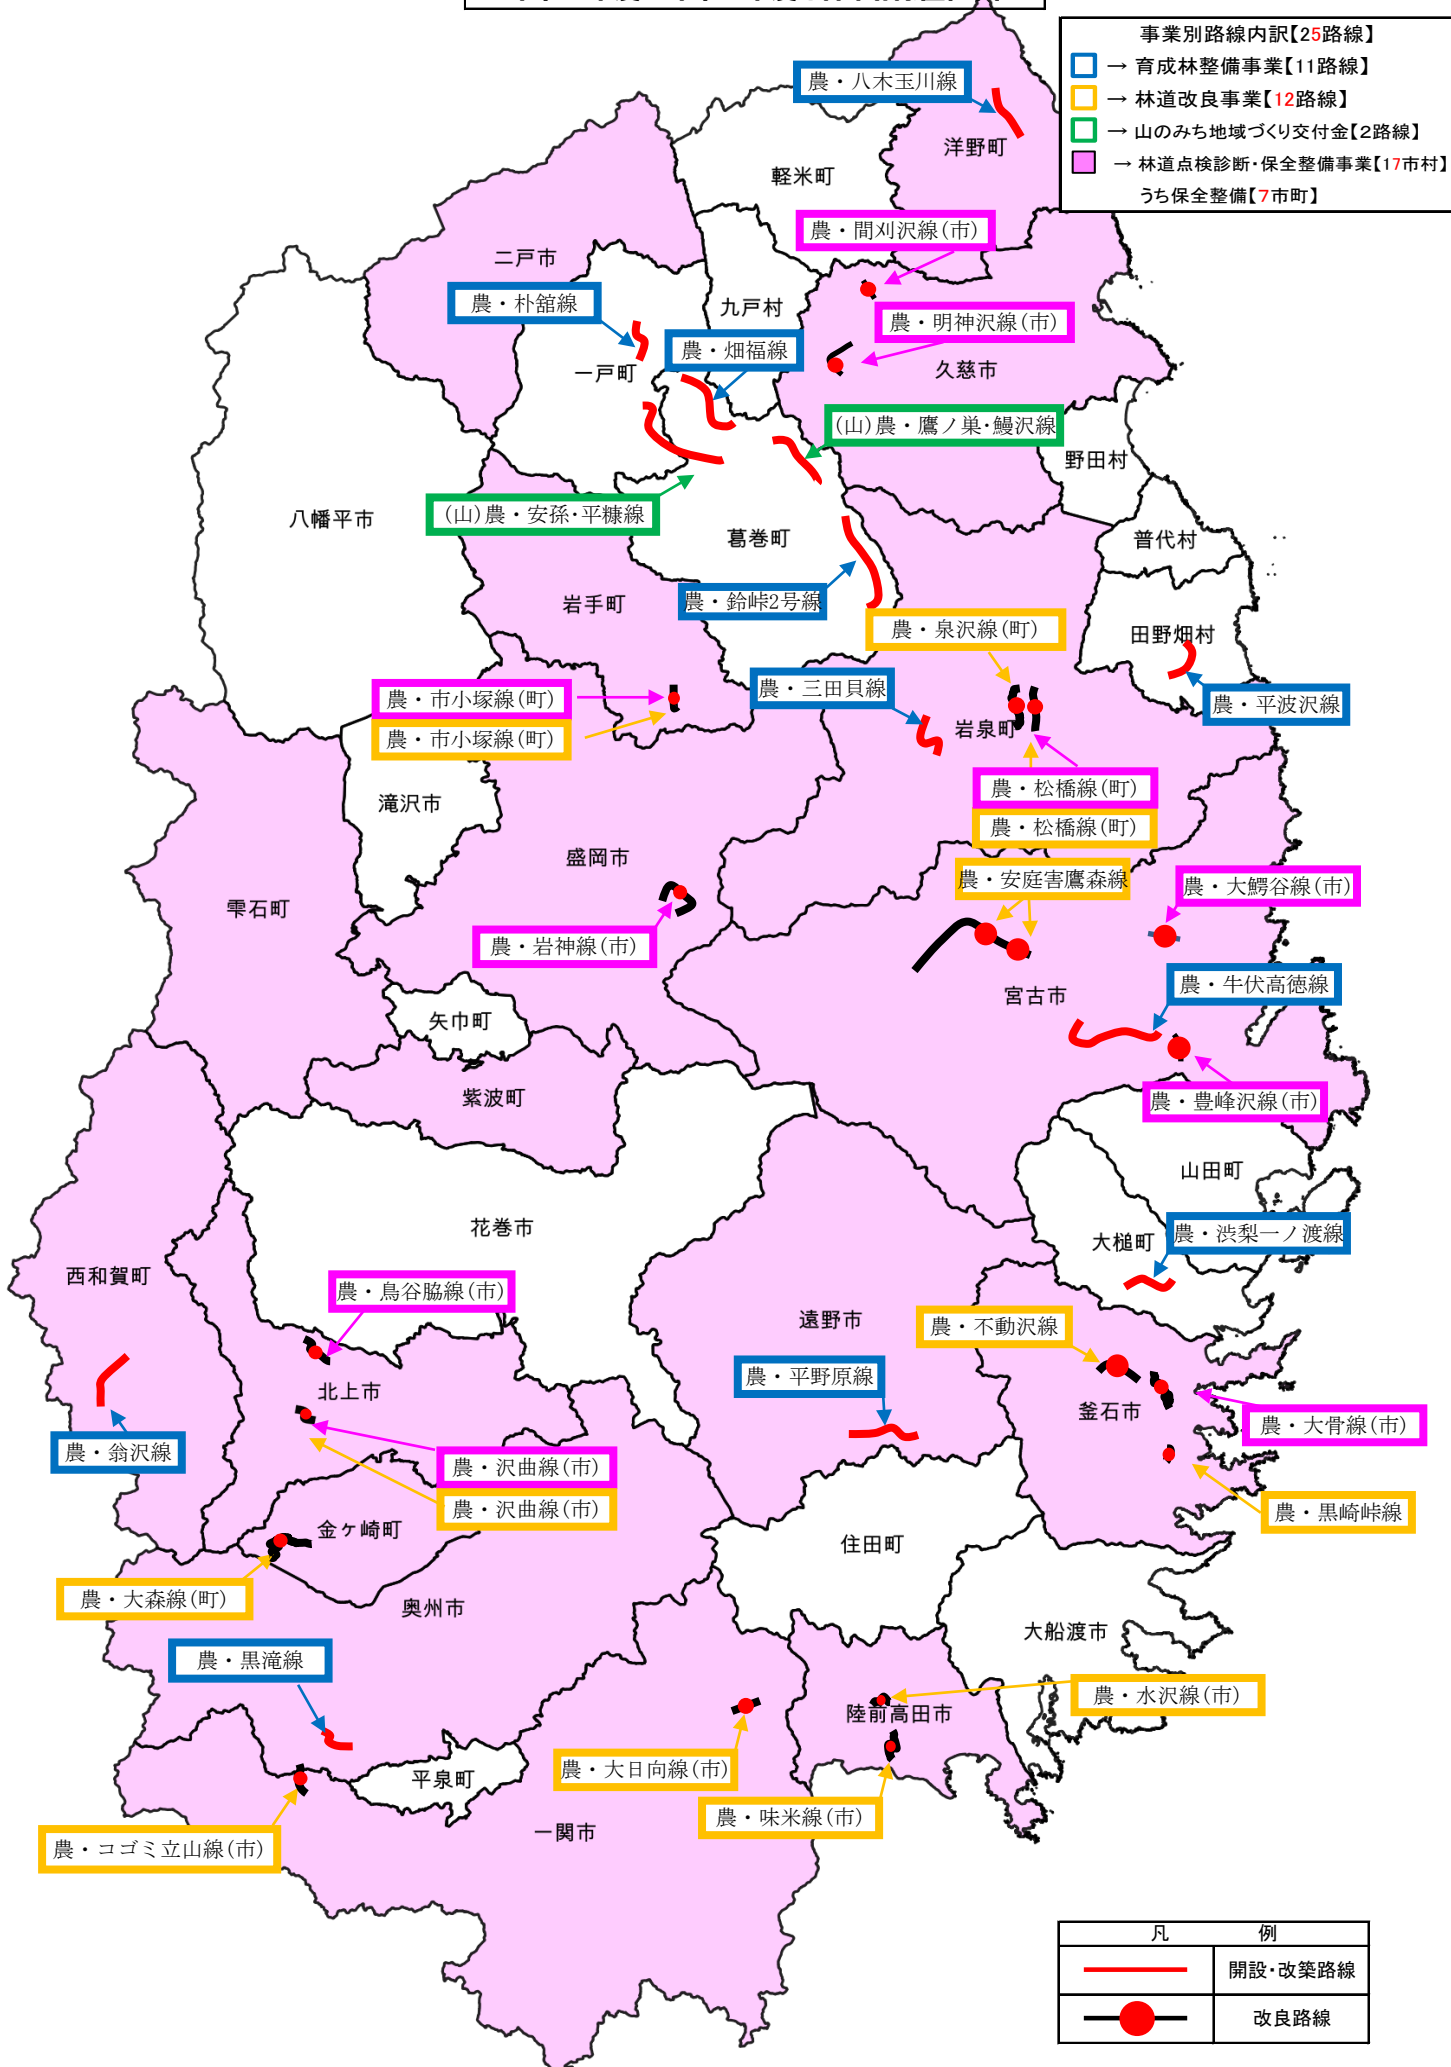 事業別路線内訳【25路線】
→ 育成林整備事業【11路線】
→ 林道改良事業【12路線】
→ 山のみち地域づくり交付金【2路線】
→ 林道点検診断・保全整備事業【17市村】
うち保全整備【7市町】
農・八木玉川線
洋野町
軽米町
農・間刈沢線(市)
二戸市
農・朴舘線
九戸村
農・明神沢線(市)
農・畑福線
一戸町
久慈市
(山)農・鷹ノ巣・鰻沢線
野田村
八幡平市
(山)農・安孫・平糠線
葛巻町
普代村
岩手町
農・鈴峠2号線
農・泉沢線(町)
田野畑村
農・市小塚線(町)
農・三田貝線
農・平波沢線
農・市小塚線(町)
岩泉町
滝沢市
農・松橋線(町)
農・松橋線(町)
盛岡市
農・安庭害鷹森線
農・大鰐谷線(市)
雫石町
農・岩神線(市)
農・牛伏高徳線
宮古市
矢巾町
紫波町
農・豊峰沢線(市)
山田町
花巻市
大槌町
農・渋梨一ノ渡線
西和賀町
農・鳥谷脇線(市)
遠野市
農・不動沢線
農・平野原線
北上市
釜石市
農・大骨線(市)
農・翁沢線
農・沢曲線(市)
農・沢曲線(市)
農・黒崎峠線
金ヶ崎町
住田町
農・大森線(町)
奥州市
大船渡市
農・黒滝線
農・水沢線(市)
陸前高田市
農・大日向線(市)
平泉町
農・味米線(市)
一関市
農・コゴミ立山線(市)
凡 例
開設・改築路線
改良路線